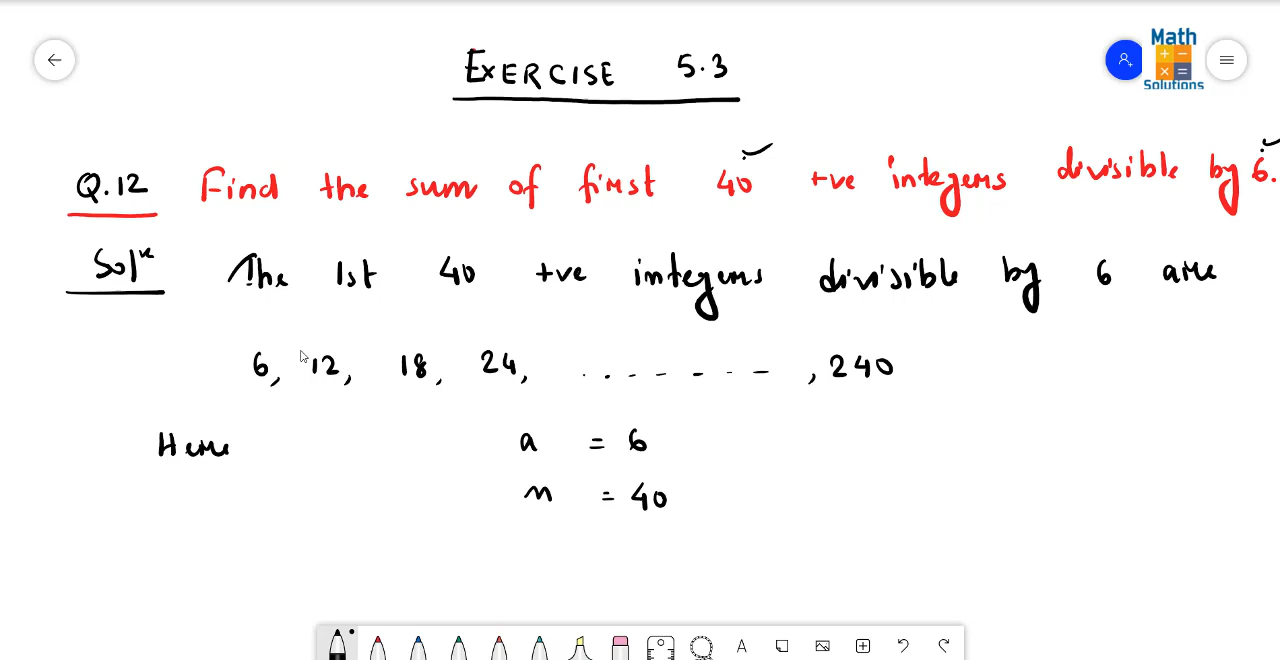 EXERCISE 5.3
Math
+ -
× =
Solutions
Q.12 Find the sum of first 40 +ve integers divisible by 6.
Solⁿ The 1st 40 +ve integers divisible by 6 are
6, 12, 18, 24, ........, 240
Here a = 6
n = 40
A